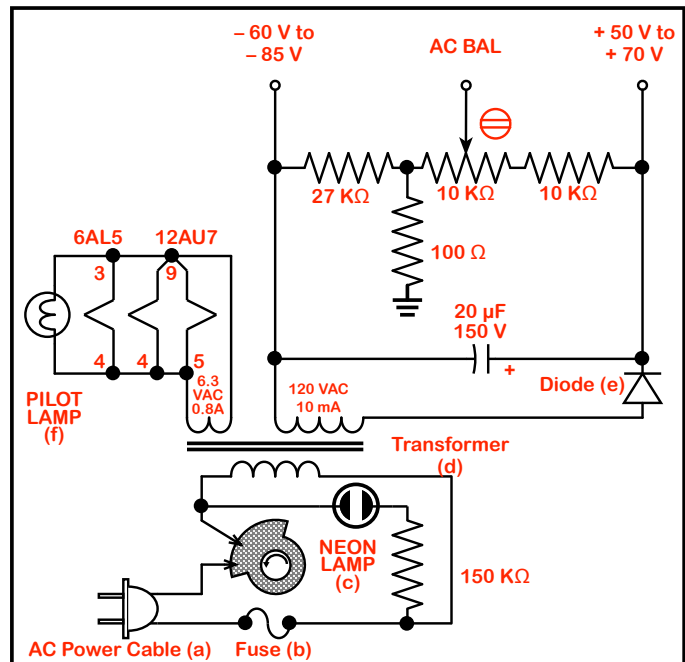 – 60 V to
– 85 V
AC BAL
+ 50 V to
+ 70 V
27 KΩ
10 KΩ
10 KΩ
100 Ω
6AL5
12AU7
3
9
4
4
5
20 µF
150 V
+
6.3
VAC
0.8A
120 VAC
10 mA
Diode (e)
PILOT
LAMP
(f)
Transformer
(d)
NEON
LAMP
(c)
150 KΩ
AC Power Cable (a)
Fuse (b)